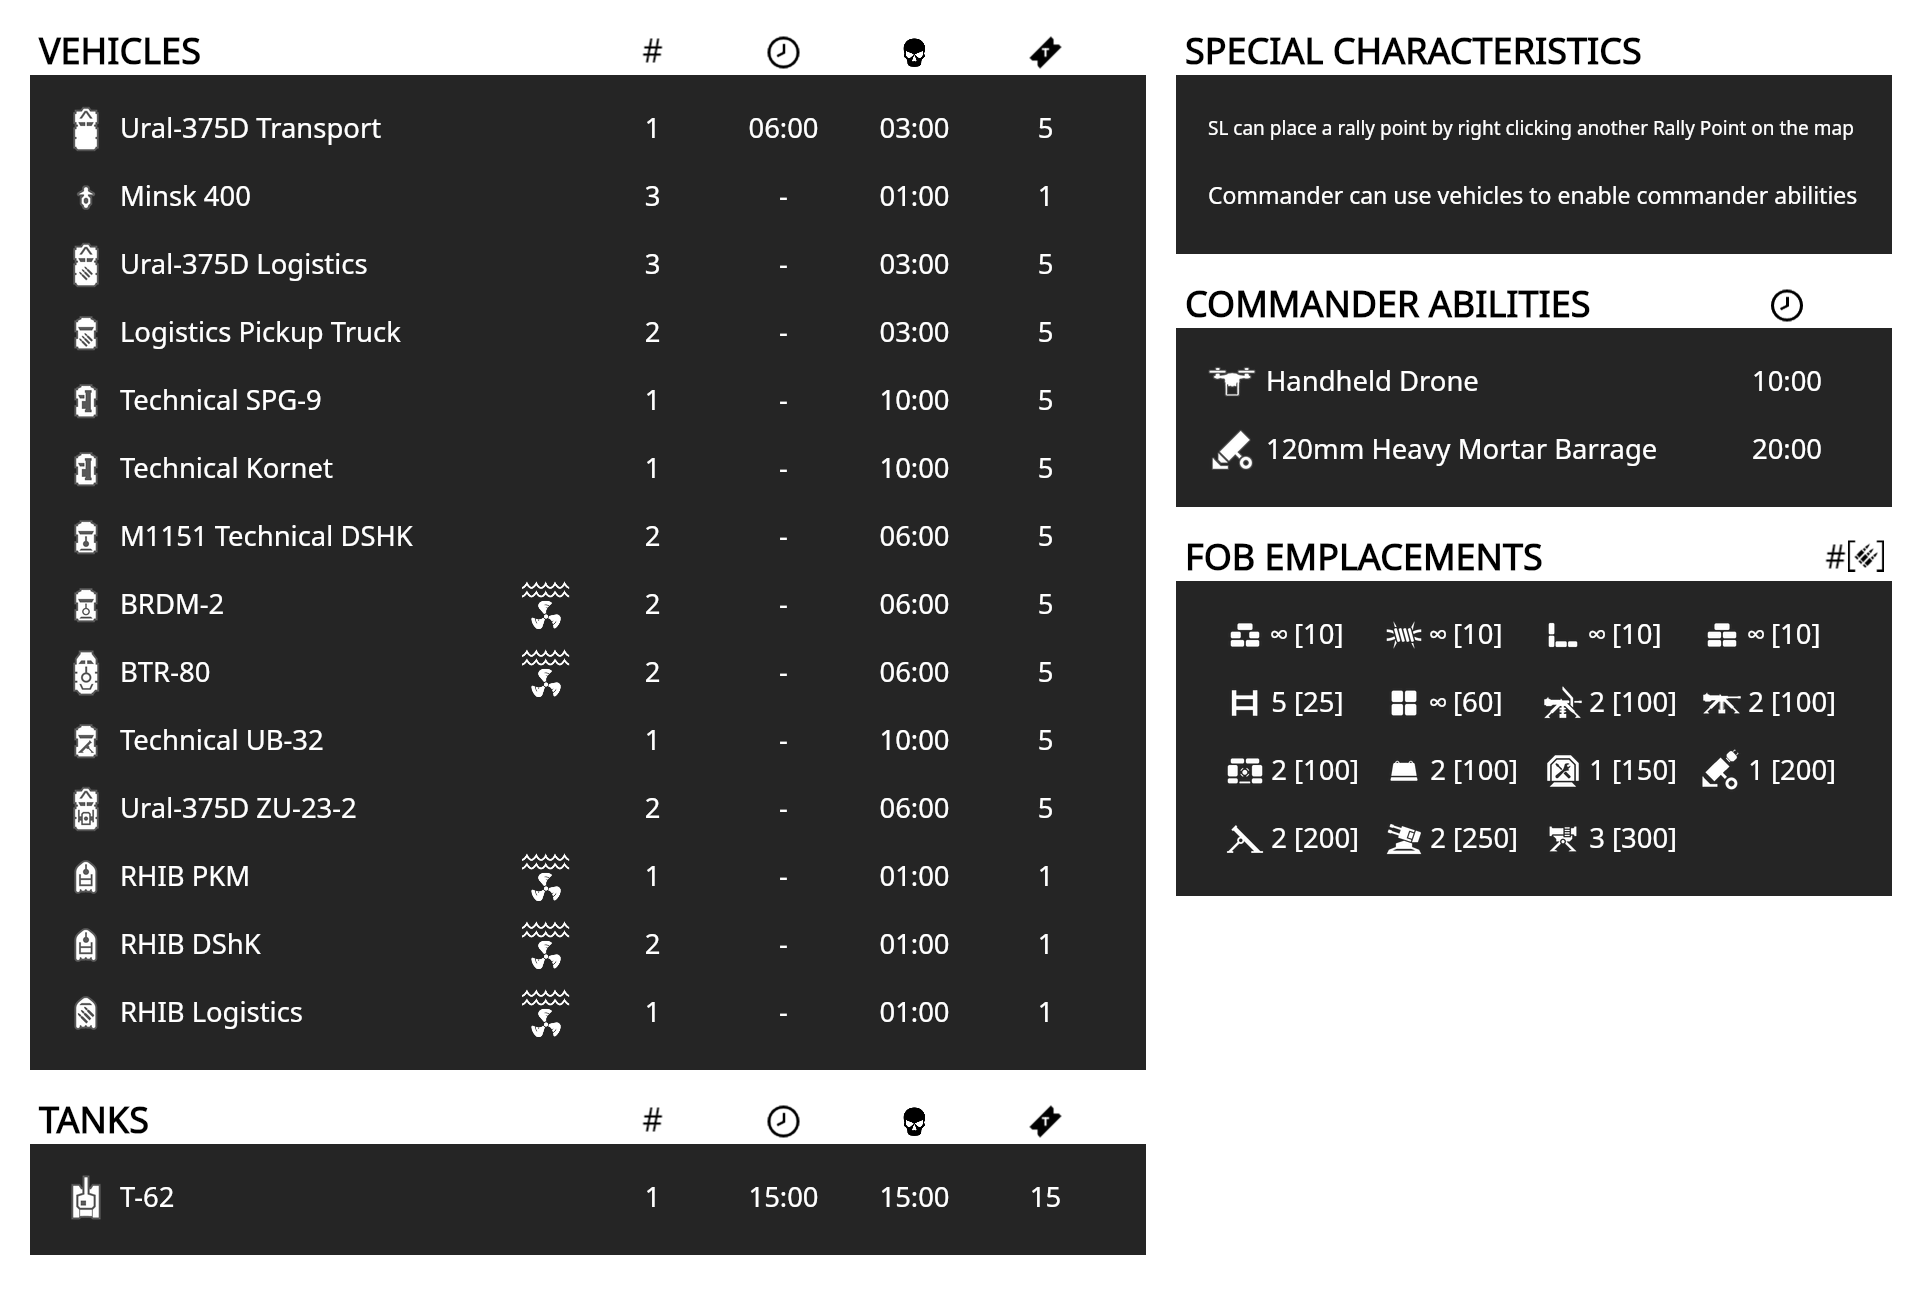 VEHICLES #
Ural-375D Transport 1 06:00 03:00 5
Minsk 400 3 - 01:00 1
Ural-375D Logistics 3 - 03:00 5
Logistics Pickup Truck 2 - 03:00 5
Technical SPG-9 1 - 10:00 5
Technical Kornet 1 - 10:00 5
M1151 Technical DSHK 2 - 06:00 5
BRDM-2 2 - 06:00 5
BTR-80 2 - 06:00 5
Technical UB-32 1 - 10:00 5
Ural-375D ZU-23-2 2 - 06:00 5
RHIB PKM 1 - 01:00 1
RHIB DShK 2 - 01:00 1
RHIB Logistics 1 - 01:00 1
TANKS #
T-62 1 15:00 15:00 15
SPECIAL CHARACTERISTICS
SL can place a rally point by right clicking another Rally Point on the map
Commander can use vehicles to enable commander abilities
COMMANDER ABILITIES
Handheld Drone 10:00
120mm Heavy Mortar Barrage 20:00
FOB EMPLACEMENTS #[]
∞ [10] ∞ [10] ∞ [10] ∞ [10]
5 [25] ∞ [60] 2 [100] 2 [100]
2 [100] 2 [100] 1 [150] 1 [200]
2 [200] 2 [250] 3 [300]